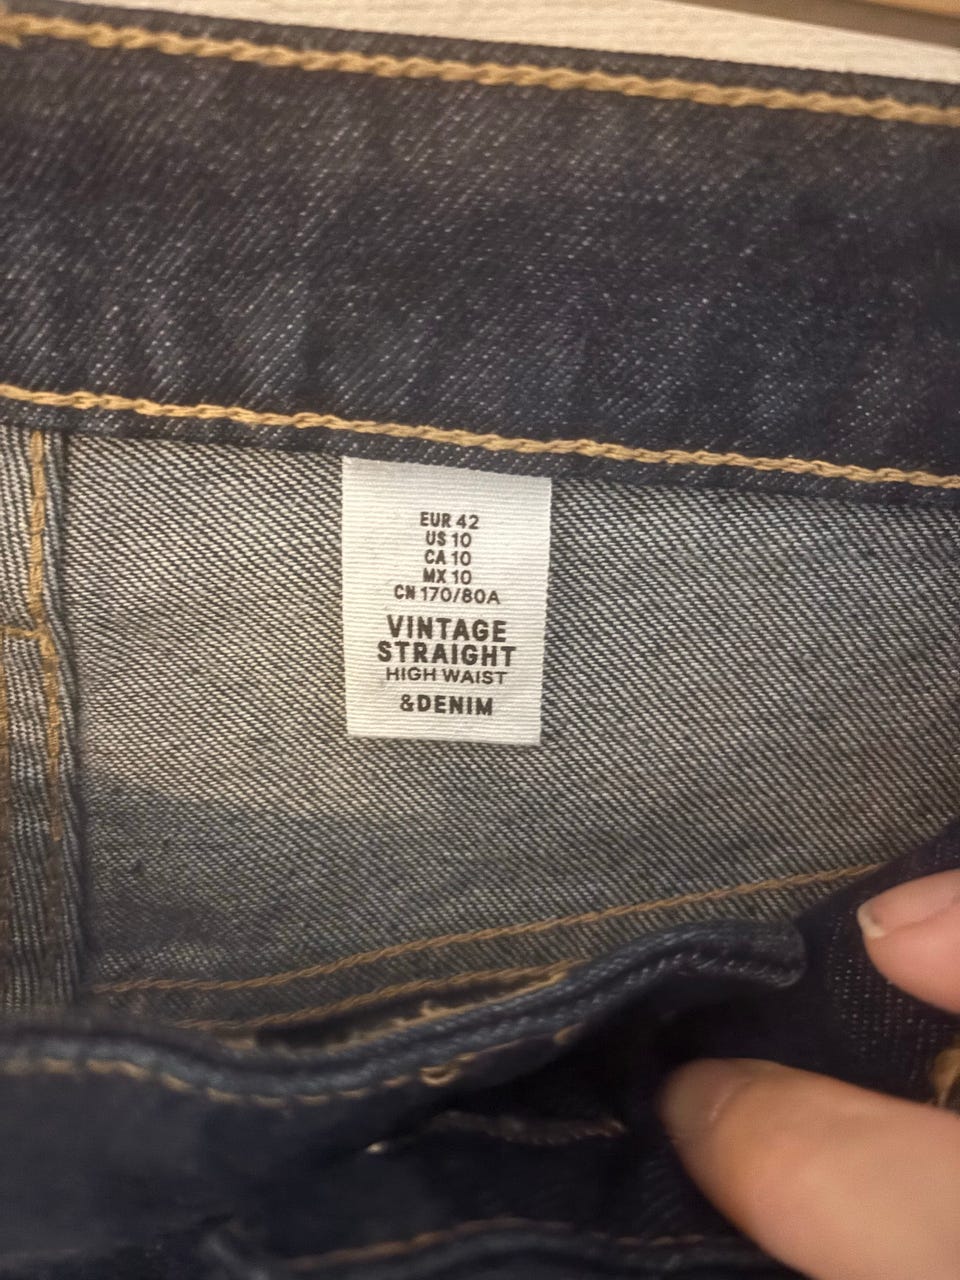 EUR 42
US 10
CA 10
MX 10
CN 170/80A
VINTAGE
STRAIGHT
HIGH WAIST
&DENIM